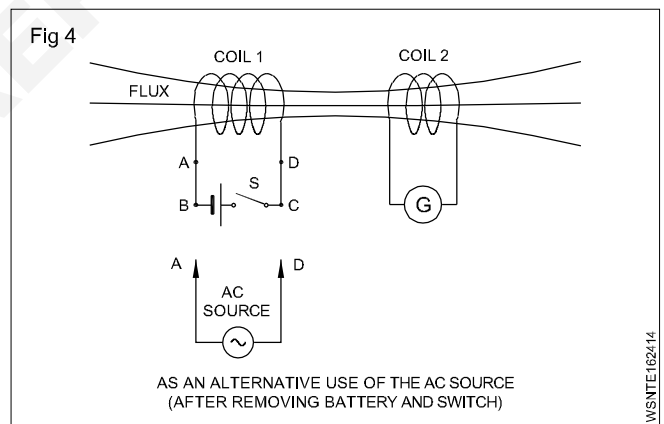 Fig 4
COIL 1
COIL 2
FLUX
A
D
S
B
C
G
A
D
AC
SOURCE
AS AN ALTERNATIVE USE OF THE AC SOURCE
(AFTER REMOVING BATTERY AND SWITCH)
WSNTE162414